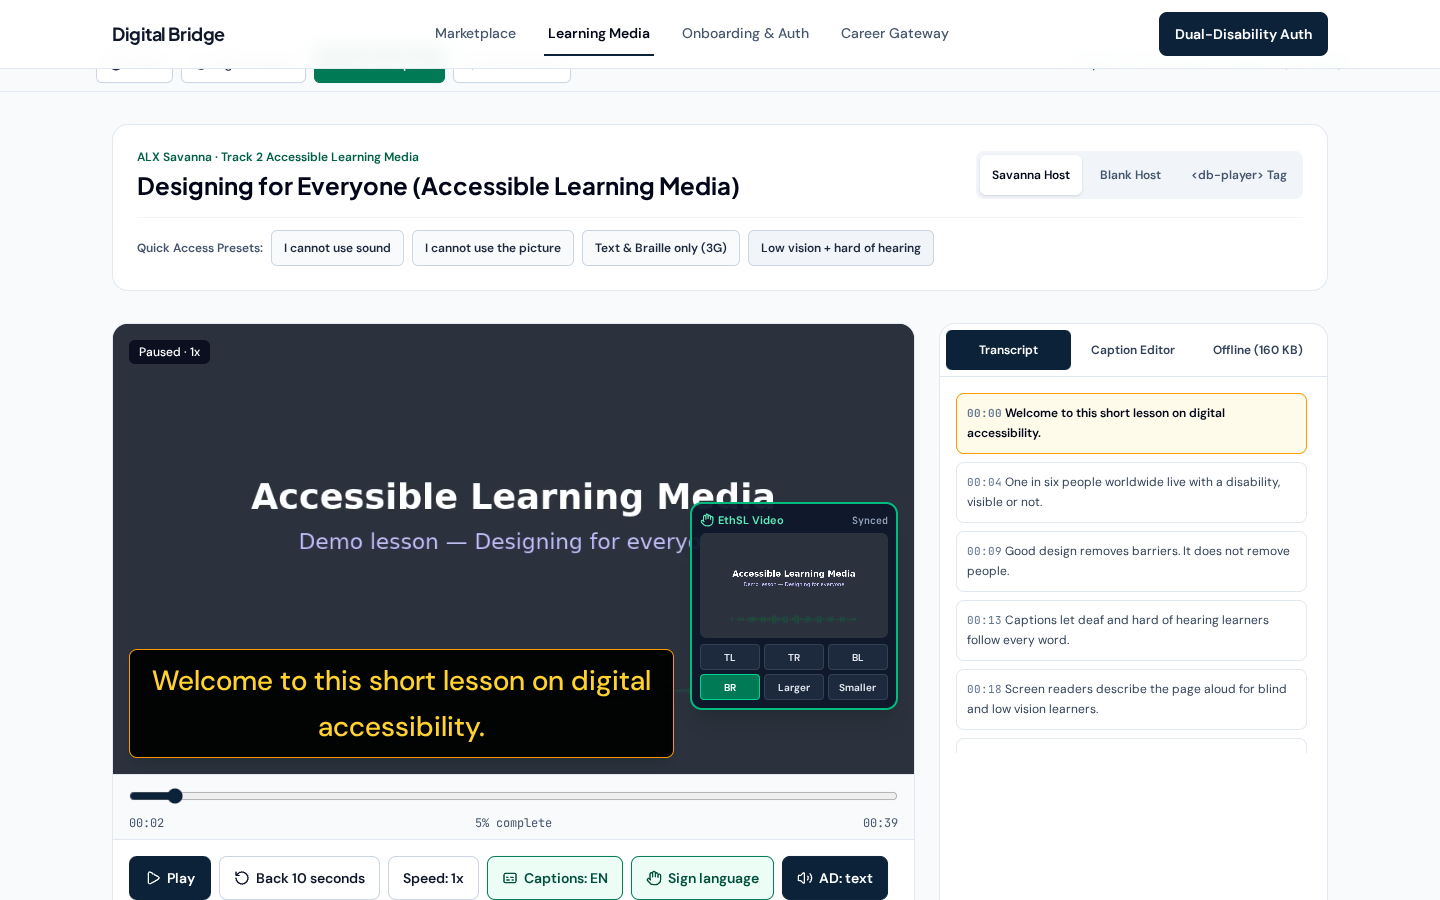 Digital Bridge
Marketplace
Learning Media
Onboarding & Auth
Career Gateway
Dual-Disability Auth
ALX Savanna · Track 2 Accessible Learning Media
Designing for Everyone (Accessible Learning Media)
Savanna Host
Blank Host
<db-player> Tag
Quick Access Presets:
I cannot use sound
I cannot use the picture
Text & Braille only (3G)
Low vision + hard of hearing
Paused · 1x
Accessible Learning Media
Demo lesson — Designing for everyo
EthSL Video
Synced
Accessible Learning Media
Demo lesson — Designing for everyone
TL
TR
BL
BR
Larger
Smaller
Welcome to this short lesson on digital
accessibility.
00:02
5% complete
00:39
Play
Back 10 seconds
Speed: 1x
Captions: EN
Sign language
AD: text
Transcript
Caption Editor
Offline (160 KB)
00:00 Welcome to this short lesson on digital
accessibility.
00:04 One in six people worldwide live with a disability,
visible or not.
00:09 Good design removes barriers. It does not remove
people.
00:13 Captions let deaf and hard of hearing learners
follow every word.
00:18 Screen readers describe the page aloud for blind
and low vision learners.